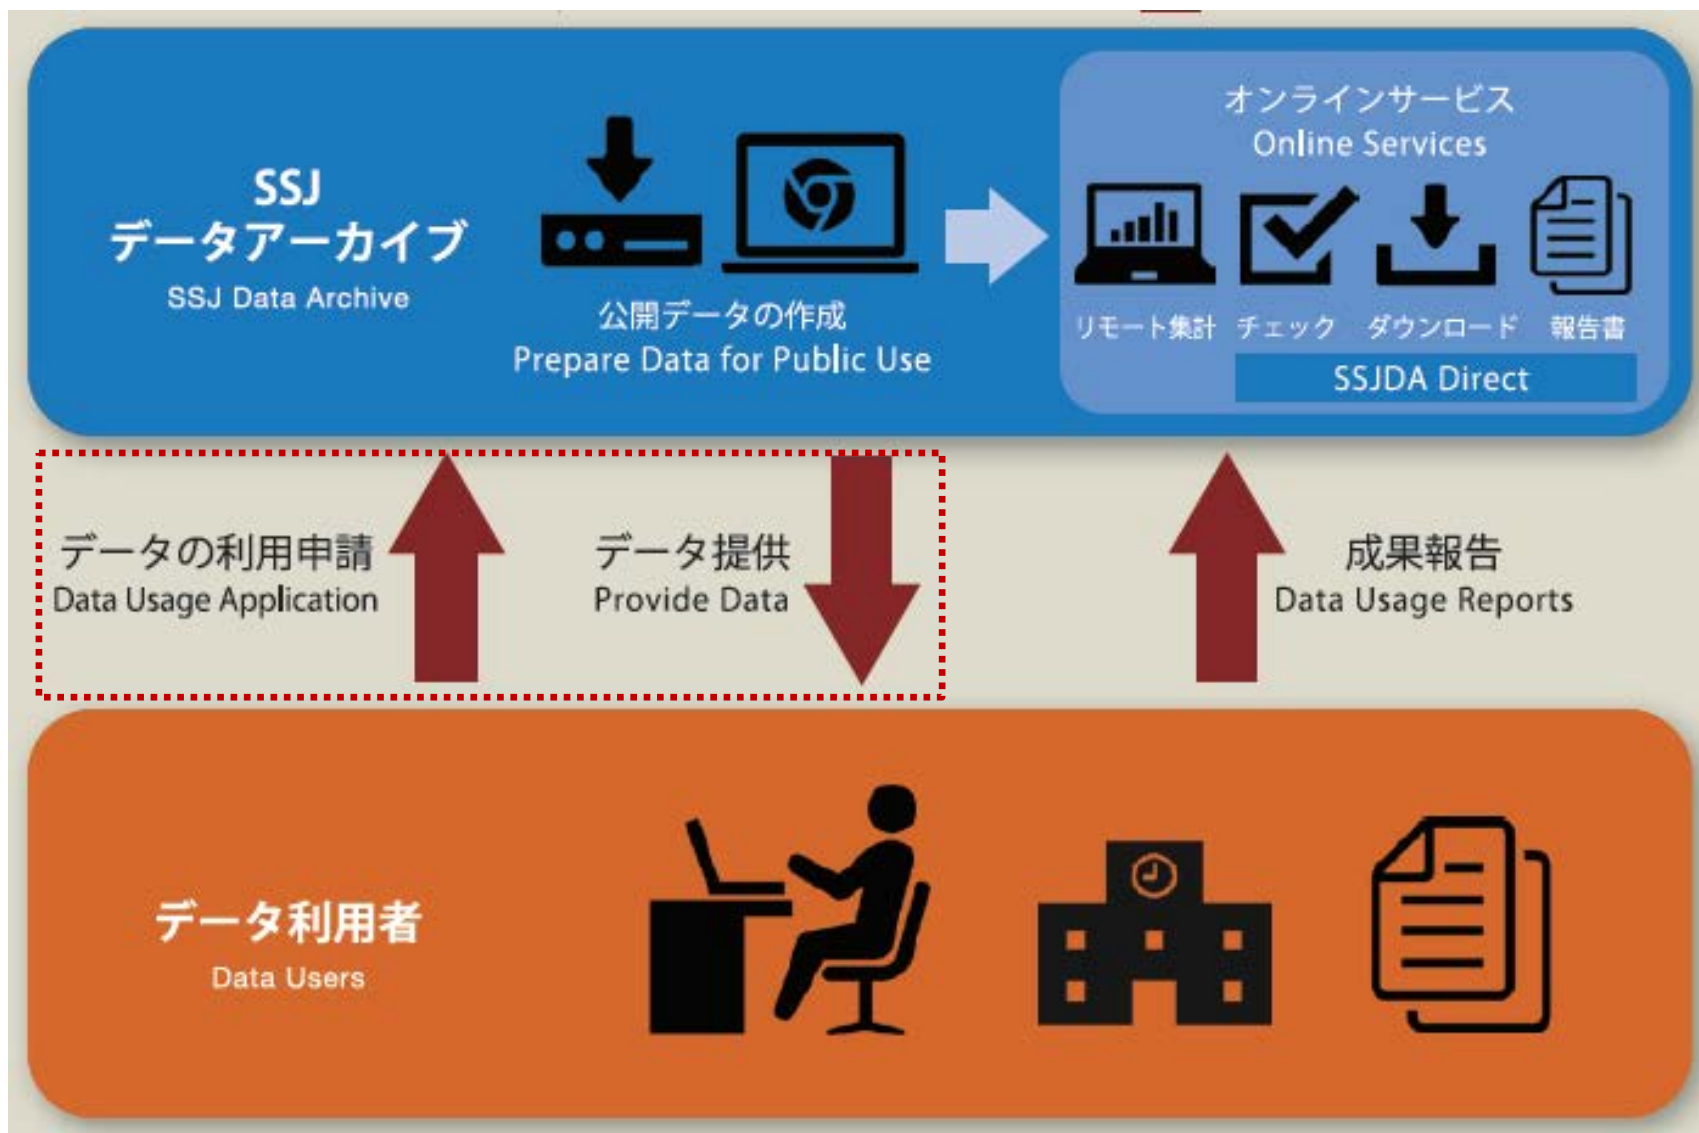 SSJ
データアーカイブ
SSJ Data Archive
公開データの作成
Prepare Data for Public Use
オンラインサービス
Online Services
リモート集計
チェック
ダウンロード
報告書
SSJDA Direct
データの利用申請
Data Usage Application
データ提供
Provide Data
成果報告
Data Usage Reports
データ利用者
Data Users